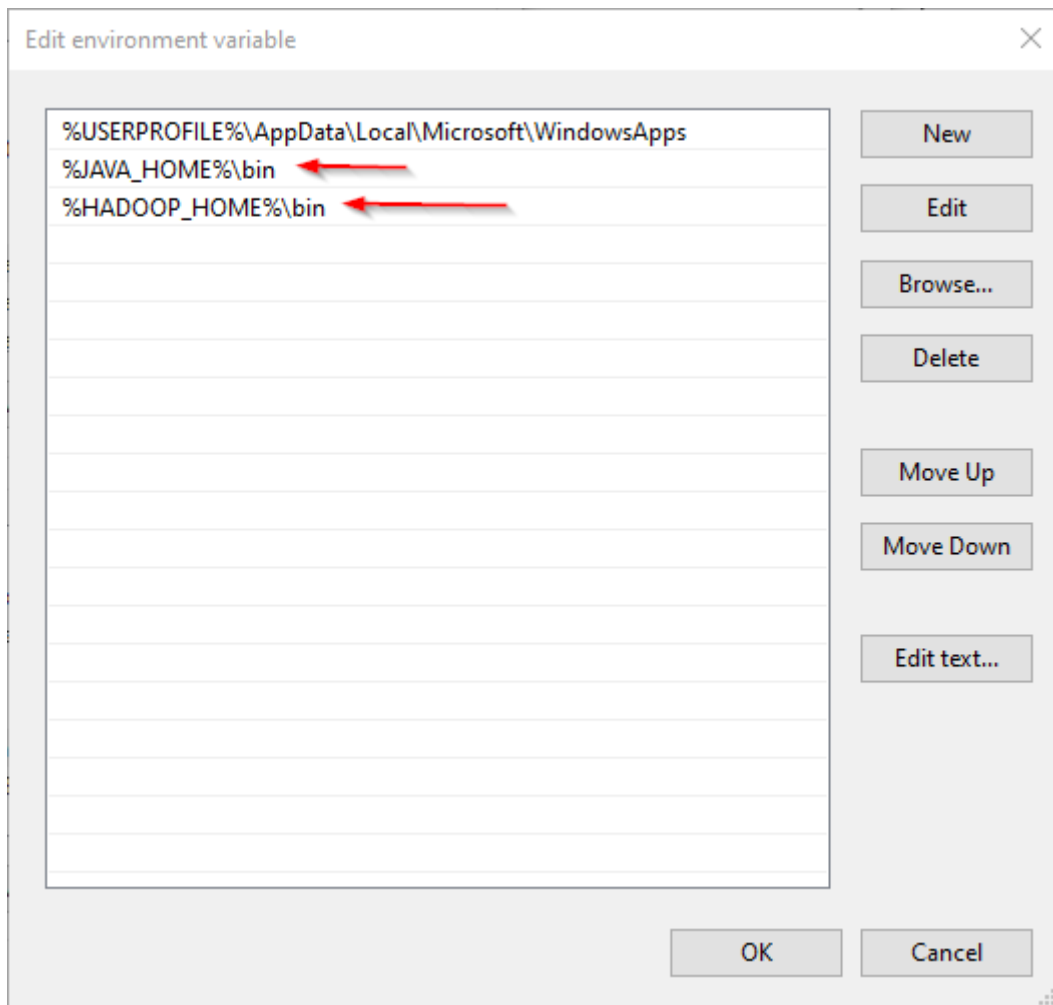 Edit environment variable
%USERPROFILE%\AppData\Local\Microsoft\WindowsApps
%JAVA_HOME%\bin
%HADOOP_HOME%\bin
New
Edit
Browse...
Delete
Move Up
Move Down
Edit text...
OK
Cancel